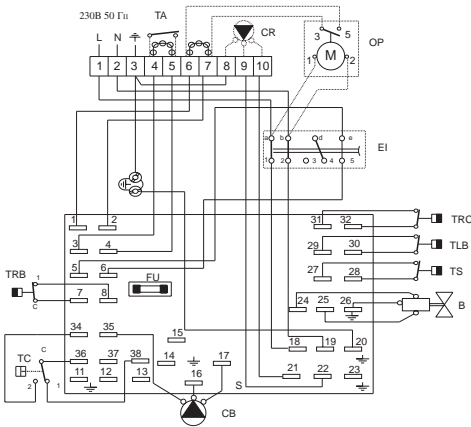 230В 50 Гц TA CR
3 5 OP
L N M
1 2
1 2 3 4 5 6 7 8 9 10
a b d e
EI
1 2 3 4 5
1 2
31 32 TRC
3 4
29 30 TLB
5 6
27 28 TS
TRB 1 FU
7 8
C
24 25 26 B
34 35
15
18 19 20
TC C
36 37 38 14 17
2 1
11 12 13 16 S 21 22 23
CB